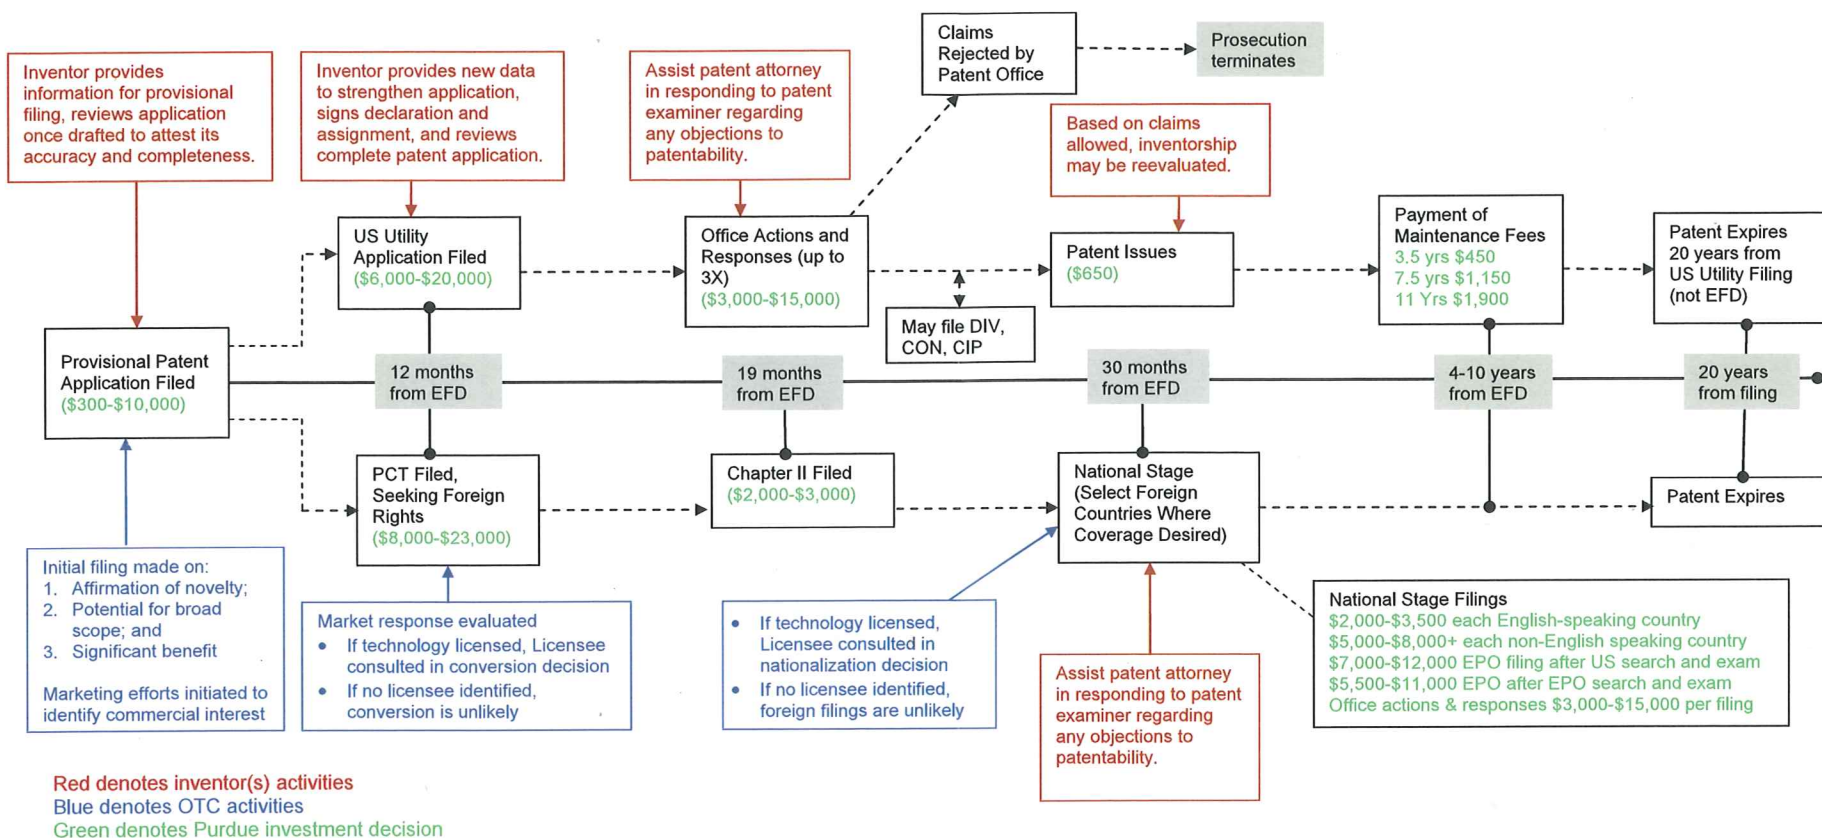 Claims
Rejected by
Patent Office
Prosecution
terminates
Inventor provides
information for provisional
filing, reviews application
once drafted to attest its
accuracy and completeness.
Inventor provides new data
to strengthen application,
signs declaration and
assignment, and reviews
complete patent application.
Assist patent attorney
in responding to patent
examiner regarding
any objections to
patentability.
Based on claims
allowed, inventorship
may be reevaluated.
US Utility
Application Filed
($6,000-$20,000)
Office Actions and
Responses (up to
3X)
($3,000-$15,000)
Patent Issues
($650)
Payment of
Maintenance Fees
3.5 yrs $450
7.5 yrs $1,150
11 Yrs $1,900
Patent Expires
20 years from
US Utility Filing
(not EFD)
May file DIV,
CON, CIP
Provisional Patent
Application Filed
($300-$10,000)
12 months
from EFD
19 months
from EFD
30 months
from EFD
4-10 years
from EFD
20 years
from filing
PCT Filed,
Seeking Foreign
Rights
($8,000-$23,000)
Chapter II Filed
($2,000-$3,000)
National Stage
(Select Foreign
Countries Where
Coverage Desired)
Patent Expires
Initial filing made on:
1. Affirmation of novelty;
2. Potential for broad
scope; and
3. Significant benefit
Marketing efforts initiated to
identify commercial interest
Market response evaluated
• If technology licensed, Licensee
consulted in conversion decision
• If no licensee identified,
conversion is unlikely
• If technology licensed,
Licensee consulted in
nationalization decision
• If no licensee identified,
foreign filings are unlikely
Assist patent attorney
in responding to patent
examiner regarding
any objections to
patentability.
National Stage Filings
$2,000-$3,500 each English-speaking country
$5,000-$8,000+ each non-English speaking country
$7,000-$12,000 EPO filing after US search and exam
$5,500-$11,000 EPO after EPO search and exam
Office actions & responses $3,000-$15,000 per filing
Red denotes inventor(s) activities
Blue denotes OTC activities
Green denotes Purdue investment decision